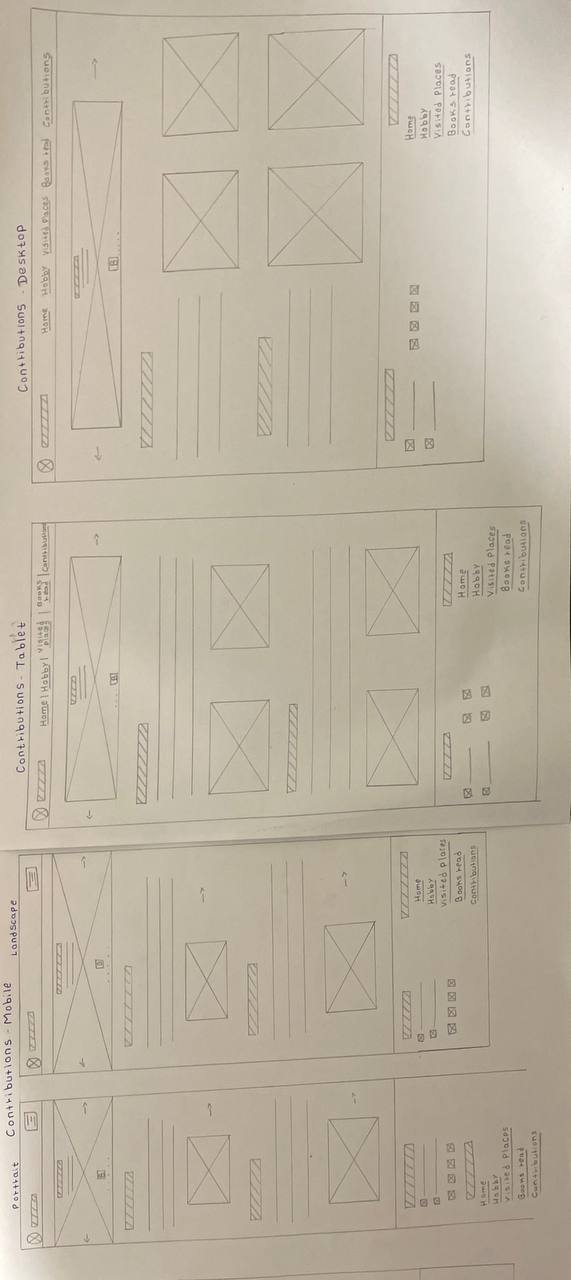 Contributions - Desktop
Home Hobby Visited Places Books read Contributions
Home
Hobby
Visited Places
Books read
Contributions
Contributions - Tablet
Home | Hobby | Visited places | Books read | Contributions
Home
Hobby
Visited Places
Books read
Contributions
Contributions - Mobile
Portrait
Landscape
Home
Hobby
Visited Places
Books read
Contributions
Home
Hobby
Visited Places
Books read
Contributions